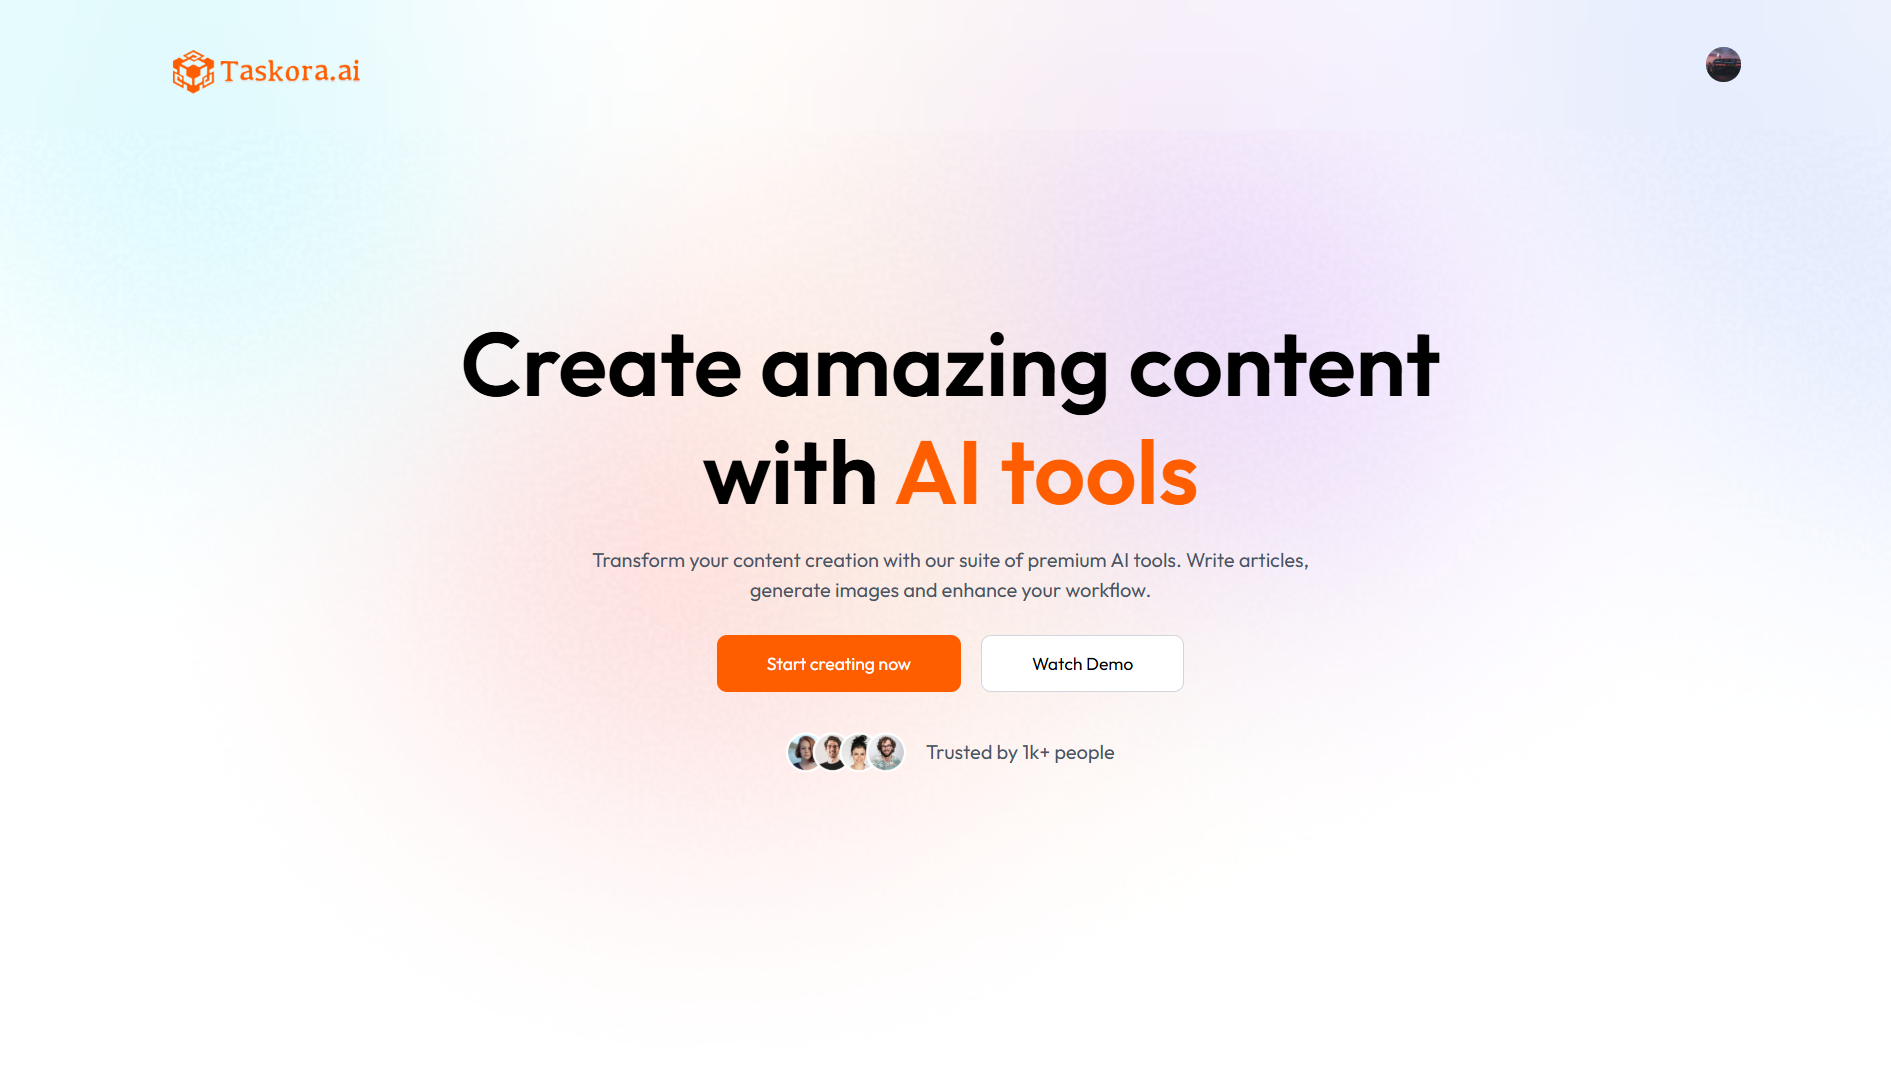 Taskora.ai
Create amazing content
with AI tools
Transform your content creation with our suite of premium AI tools. Write articles,
generate images and enhance your workflow.
Start creating now
Watch Demo
Trusted by 1k+ people